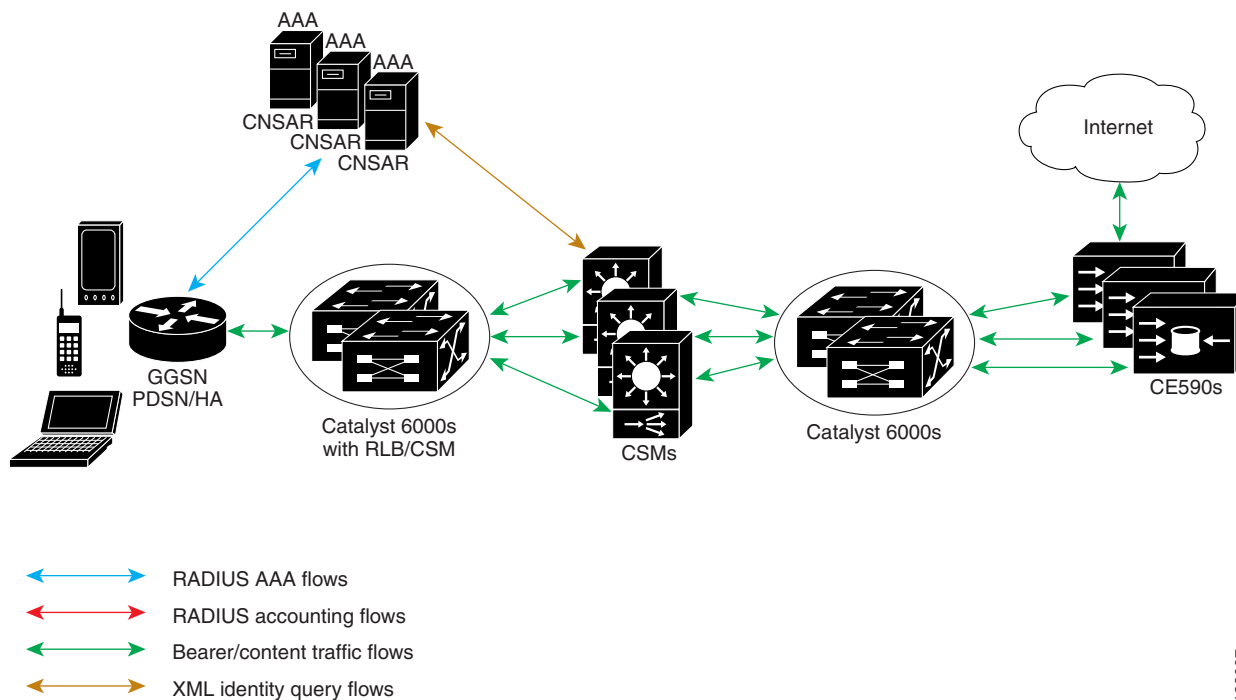 AAA
AAA
AAA
CNSAR
CNSAR
CNSAR
Internet
GGSN
PDSN/HA
Catalyst 6000s
with RLB/CSM
CSMs
Catalyst 6000s
CE590s
RADIUS AAA flows
RADIUS accounting flows
Bearer/content traffic flows
XML identity query flows